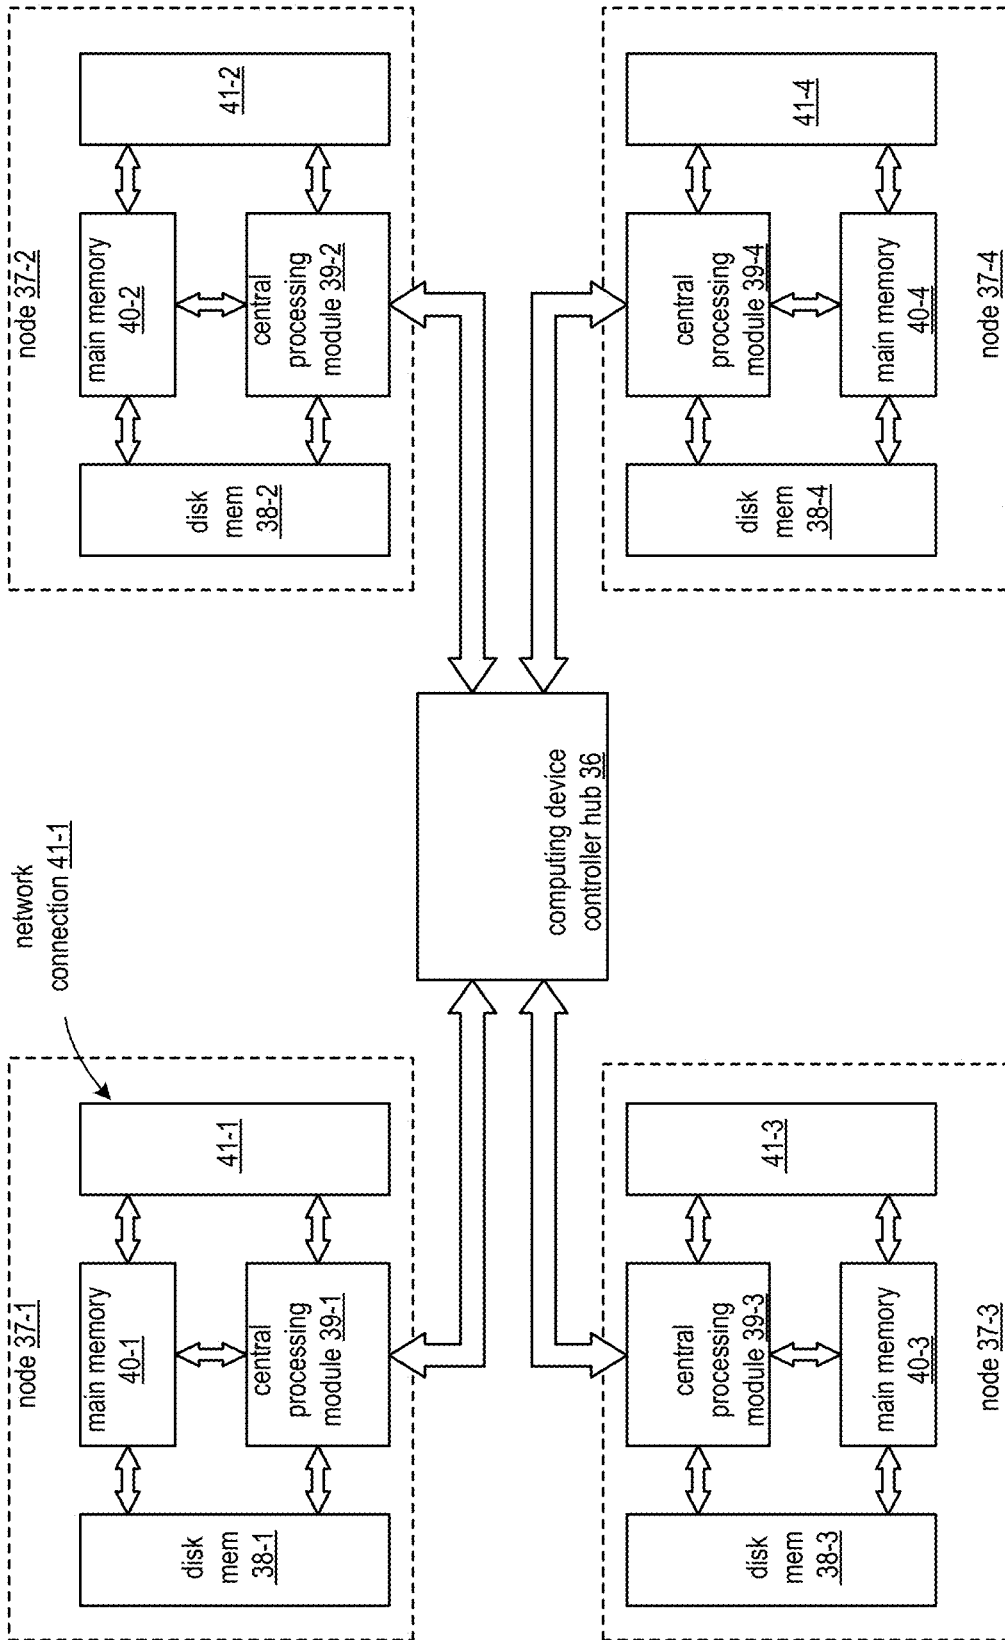 network
connection 41-1
node 37-1
disk
mem
38-1
main memory
40-1
central
processing
module 39-1
41-1
node 37-2
disk
mem
38-2
main memory
40-2
central
processing
module 39-2
41-2
computing device
controller hub 36
disk
mem
38-3
central
processing
module 39-3
main memory
40-3
41-3
node 37-3
disk
mem
38-4
central
processing
module 39-4
main memory
40-4
41-4
node 37-4